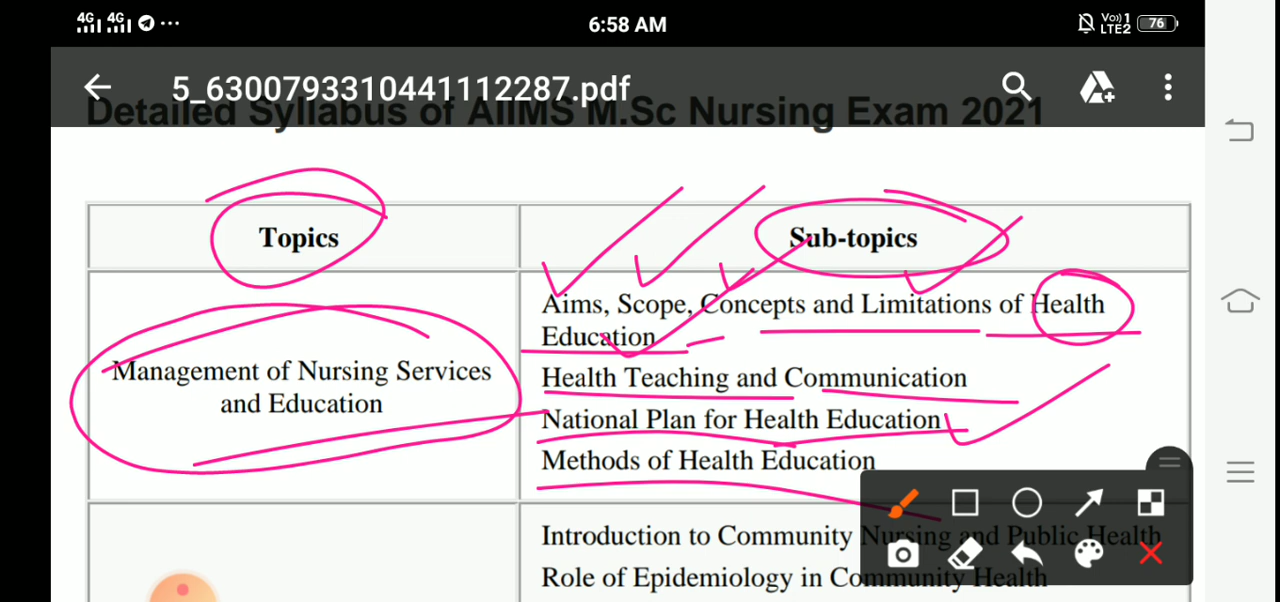 4G 4G 6:58 AM Vo)) 1 LTE2 76
5_6300793310441112287.pdf
Detailed Syllabus of AIIMS M.Sc Nursing Exam 2021
Topics Sub-topics
Aims, Scope, Concepts and Limitations of Health
Education
Management of Nursing Services
and Education
Health Teaching and Communication
National Plan for Health Education
Methods of Health Education
Introduction to Community Nursing and Public Health
Role of Epidemiology in Community Health